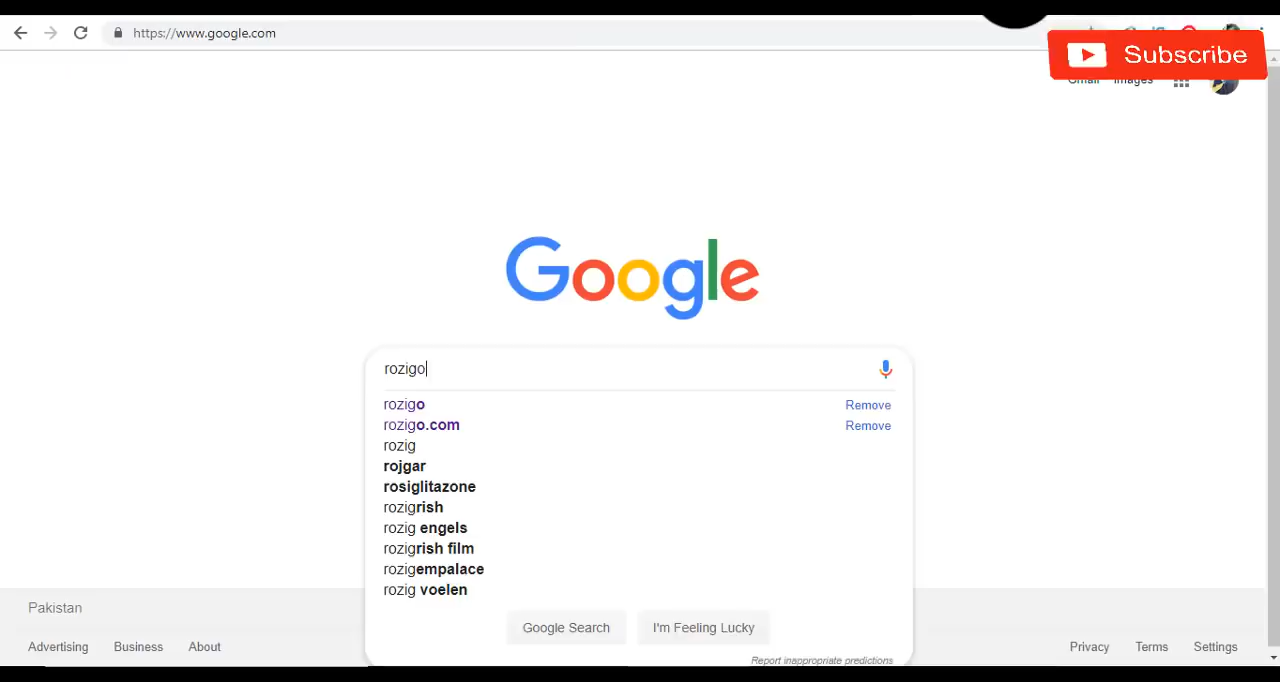 https://www.google.com
Subscribe
Gmail Images
Google
rozigo
rozigo Remove
rozigo.com Remove
rozig
rojgar
rosiglitazone
rozigrish
rozig engels
rozigrish film
rozigempalace
rozig voelen
Google Search I'm Feeling Lucky
Report inappropriate predictions
Pakistan
Advertising Business About Privacy Terms Settings